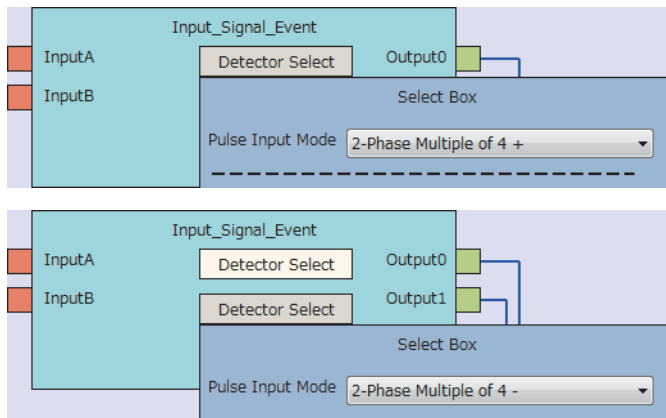 Input_Signal_Event
InputA Detector Select Output0
InputB Select Box
Pulse Input Mode 2-Phase Multiple of 4 +
Input_Signal_Event
InputA Detector Select Output0
InputB Detector Select Output1
Select Box
Pulse Input Mode 2-Phase Multiple of 4 -